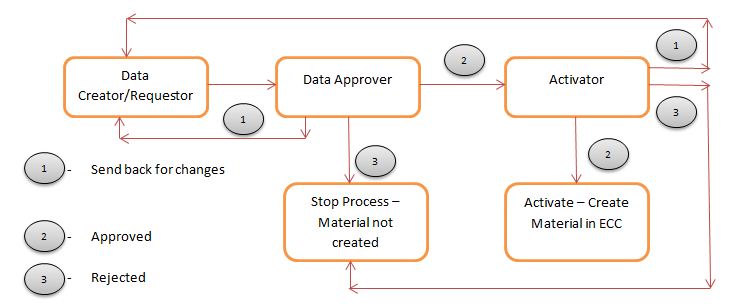 1
Data
Creator/Requestor
Data Approver
2
Activator
1
3
1
3
2
1 - Send back for changes
Stop Process –
Material not
created
Activate – Create
Material in ECC
2 - Approved
3 - Rejected